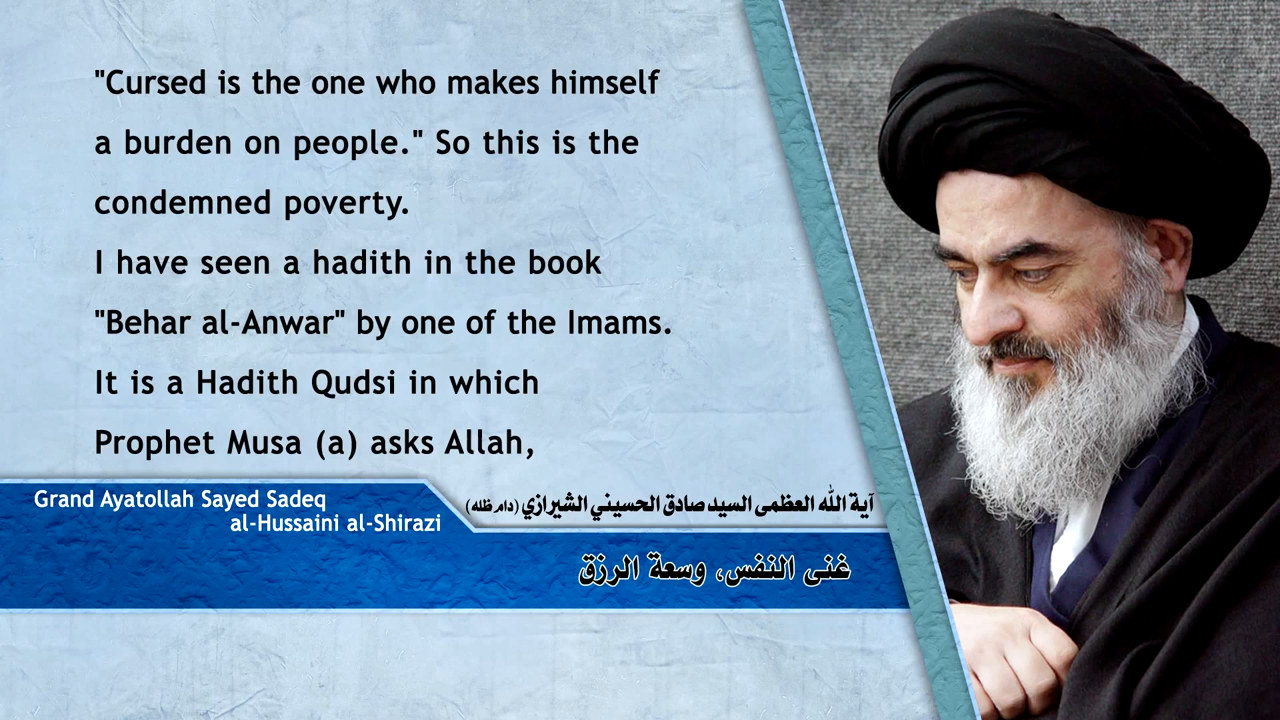 "Cursed is the one who makes himself
a burden on people." So this is the
condemned poverty.
I have seen a hadith in the book
"Behar al-Anwar" by one of the Imams.
It is a Hadith Qudsi in which
Prophet Musa (a) asks Allah,
Grand Ayatollah Sayed Sadeq
al-Hussaini al-Shirazi
آية الله العظمى السيد صادق الحسيني الشيرازي (دام ظله)
غنى النفس، وسعة الرزق